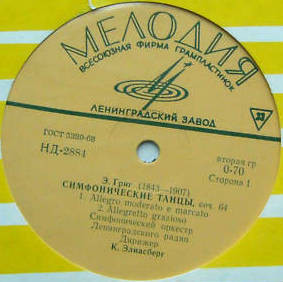 МЕЛОДИЯ
ВСЕСОЮЗНАЯ ФИРМА ГРАМПЛАСТИНОК
ЛЕНИНГРАДСКИЙ ЗАВОД
ГОСТ 5289-68
НД-2884
вторая гр
0-70
Сторона 1
Э. Григ (1843—1907)
СИМФОНИЧЕСКИЕ ТАНЦЫ, соч. 64
1. Allegro moderato e marcato
2. Allegretto grazioso
Симфонический оркестр
Ленинградского радио
Дирижер
К. Элиасберг
33